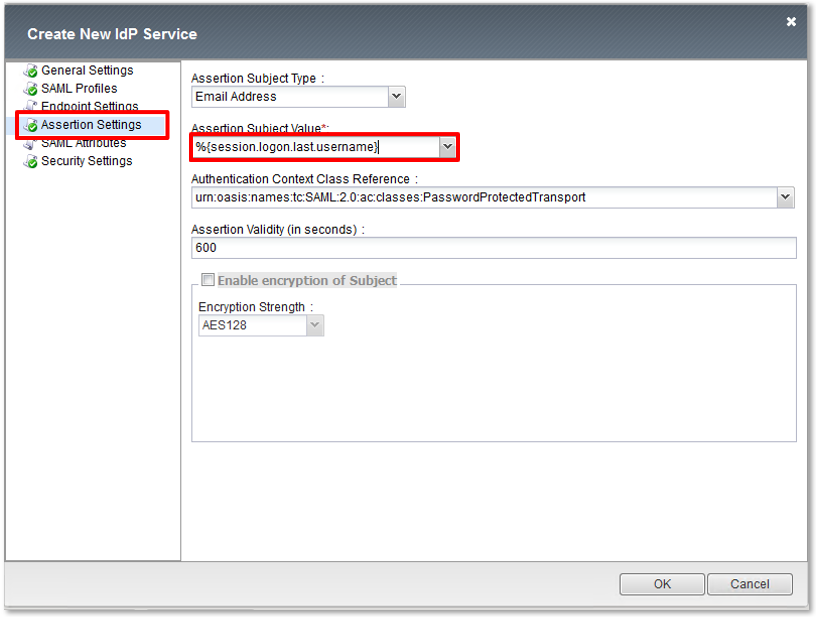 Create New IdP Service
General Settings
SAML Profiles
Endpoint Settings
Assertion Settings
SAML Attributes
Security Settings
Assertion Subject Type :
Email Address
Assertion Subject Value*:
%{session.logon.last.username}
Authentication Context Class Reference :
urn:oasis:names:tc:SAML:2.0:ac:classes:PasswordProtectedTransport
Assertion Validity (in seconds) :
600
Enable encryption of Subject
Encryption Strength :
AES128
OK
Cancel